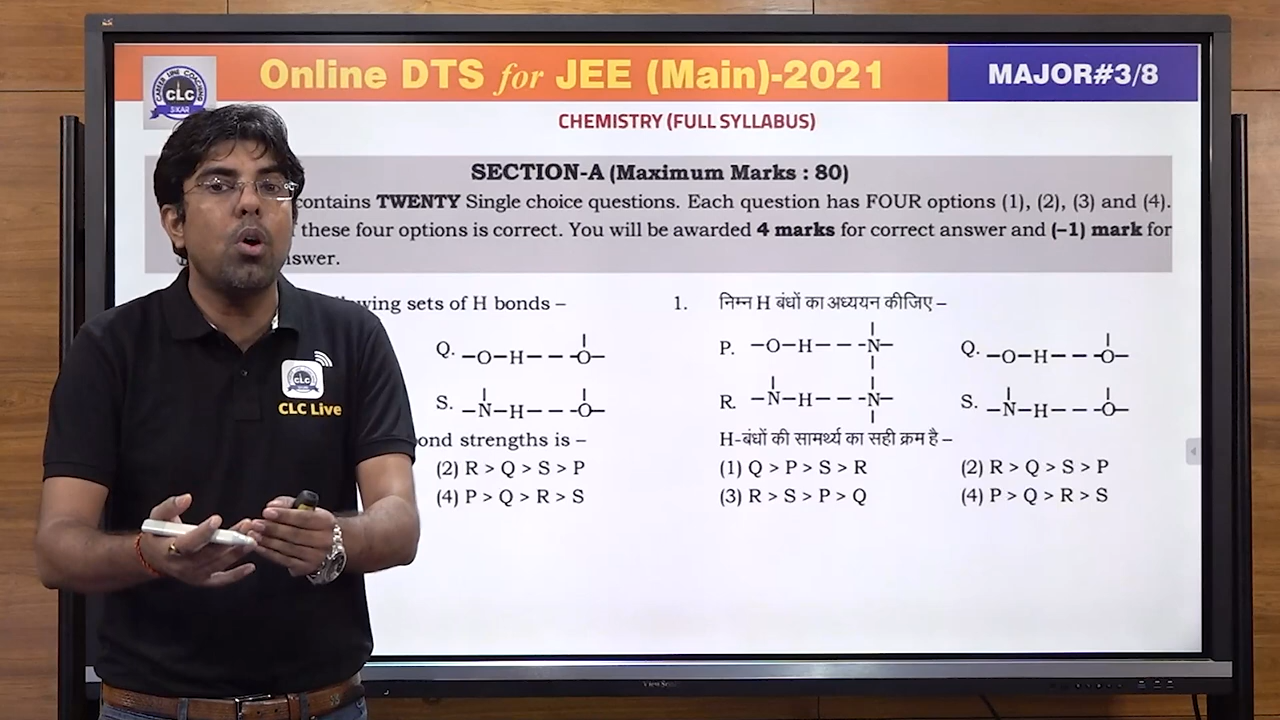 Online DTS for JEE (Main)-2021
MAJOR#3/8
CLC
SIKAR
CHEMISTRY (FULL SYLLABUS)
SECTION-A (Maximum Marks : 80)
contains TWENTY Single choice questions. Each question has FOUR options (1), (2), (3) and (4).
these four options is correct. You will be awarded 4 marks for correct answer and (–1) mark for
sets of H bonds –
Q. –O–H– – –O–
S. –N–H– – –O–
strengths is –
(2) R > Q > S > P
(4) P > Q > R > S
1. निम्न H बंधों का अध्ययन कीजिए –
P. –O–H– – –N–
Q. –O–H– – –O–
R. –N–H– – –N–
S. –N–H– – –O–
H-बंधों की सामर्थ्य का सही क्रम है –
(1) Q > P > S > R
(2) R > Q > S > P
(3) R > S > P > Q
(4) P > Q > R > S
CLC
CLC Live
ViewSonic